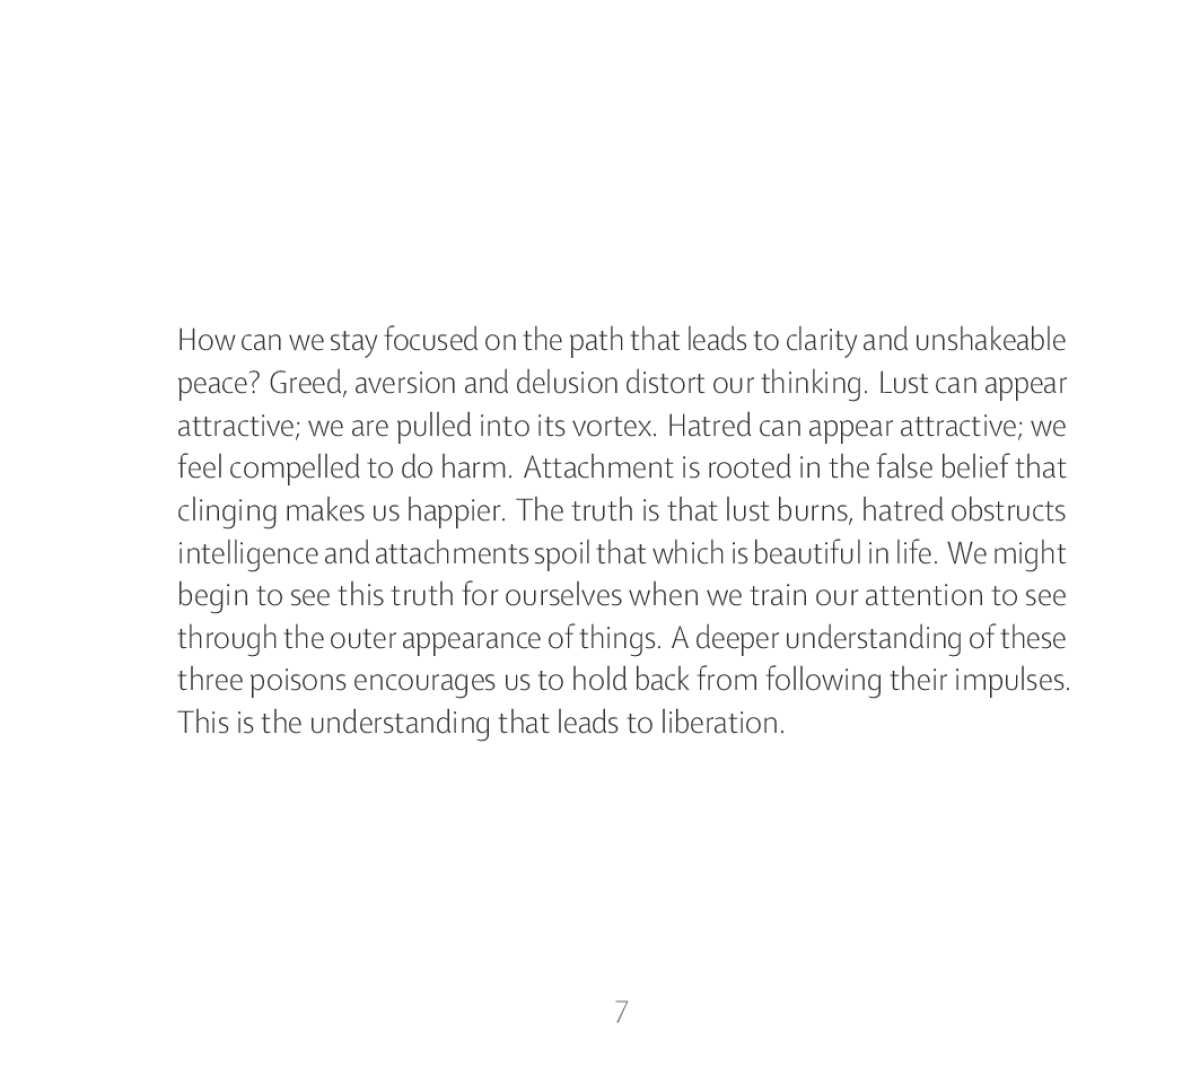 How can we stay focused on the path that leads to clarity and unshakeable
peace? Greed, aversion and delusion distort our thinking. Lust can appear
attractive; we are pulled into its vortex. Hatred can appear attractive; we
feel compelled to do harm. Attachment is rooted in the false belief that
clinging makes us happier. The truth is that lust burns, hatred obstructs
intelligence and attachments spoil that which is beautiful in life. We might
begin to see this truth for ourselves when we train our attention to see
through the outer appearance of things. A deeper understanding of these
three poisons encourages us to hold back from following their impulses.
This is the understanding that leads to liberation.
7